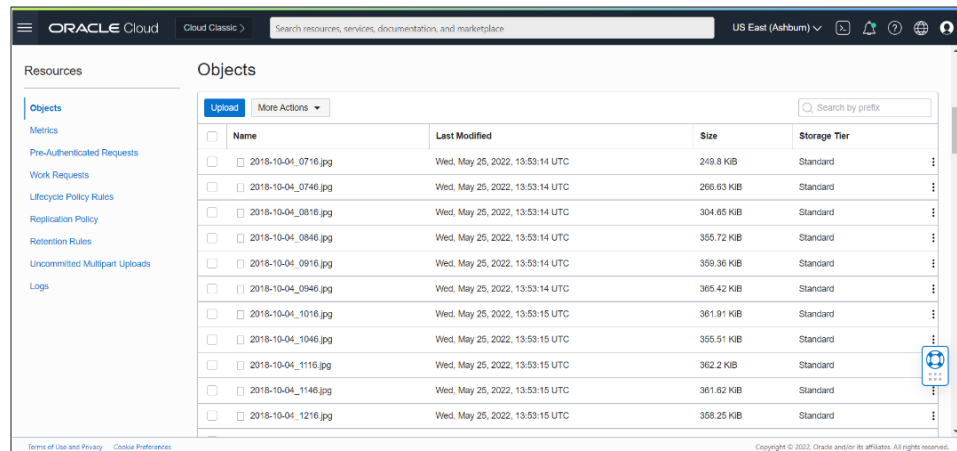 ORACLE Cloud
Cloud Classic >
Search resources, services, documentation, and marketplace
US East (Ashburn)
Resources
Objects
Metrics
Pre-Authenticated Requests
Work Requests
Lifecycle Policy Rules
Replication Policy
Retention Rules
Uncommitted Multipart Uploads
Logs
Objects
Upload More Actions
Search by prefix
Name Last Modified Size Storage Tier
2018-10-04_0716.jpg Wed, May 25, 2022, 13:53:14 UTC 249.8 KiB Standard
2018-10-04_0746.jpg Wed, May 25, 2022, 13:53:14 UTC 266.63 KiB Standard
2018-10-04_0816.jpg Wed, May 25, 2022, 13:53:14 UTC 304.65 KiB Standard
2018-10-04_0846.jpg Wed, May 25, 2022, 13:53:14 UTC 355.72 KiB Standard
2018-10-04_0916.jpg Wed, May 25, 2022, 13:53:14 UTC 359.36 KiB Standard
2018-10-04_0946.jpg Wed, May 25, 2022, 13:53:14 UTC 365.42 KiB Standard
2018-10-04_1016.jpg Wed, May 25, 2022, 13:53:15 UTC 361.91 KiB Standard
2018-10-04_1046.jpg Wed, May 25, 2022, 13:53:15 UTC 355.51 KiB Standard
2018-10-04_1116.jpg Wed, May 25, 2022, 13:53:15 UTC 362.2 KiB Standard
2018-10-04_1146.jpg Wed, May 25, 2022, 13:53:15 UTC 361.62 KiB Standard
2018-10-04_1216.jpg Wed, May 25, 2022, 13:53:15 UTC 358.25 KiB Standard
Terms of Use and Privacy Cookie Preferences
Copyright © 2022, Oracle and/or its affiliates. All rights reserved.